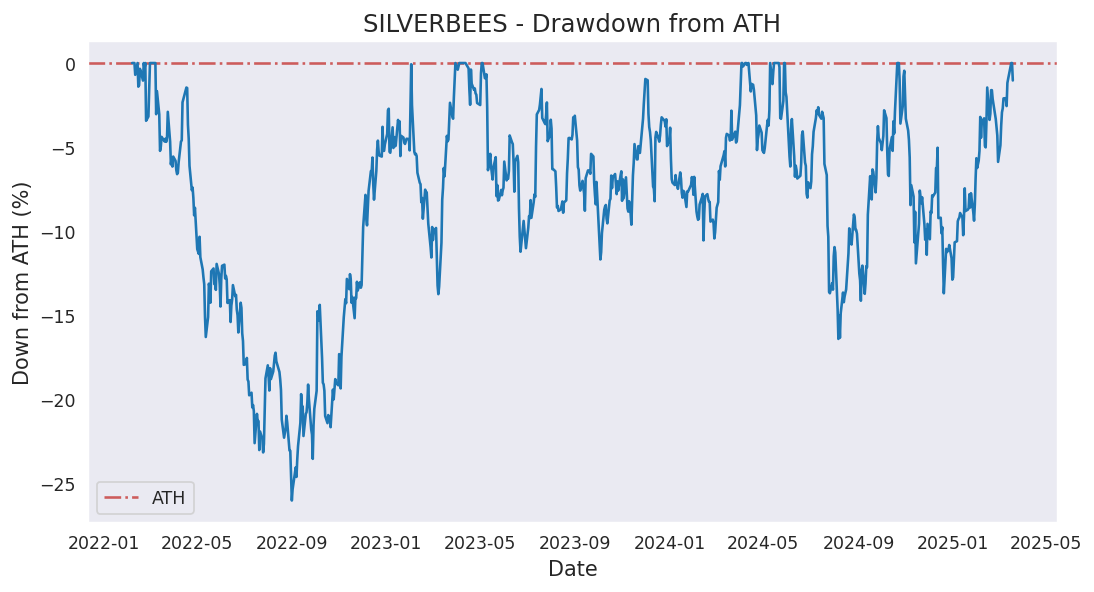 SILVERBEES - Drawdown from ATH
Down from ATH (%)
0
−5
−10
−15
−20
−25
ATH
2022-01 2022-05 2022-09 2023-01 2023-05 2023-09 2024-01 2024-05 2024-09 2025-01 2025-05
Date